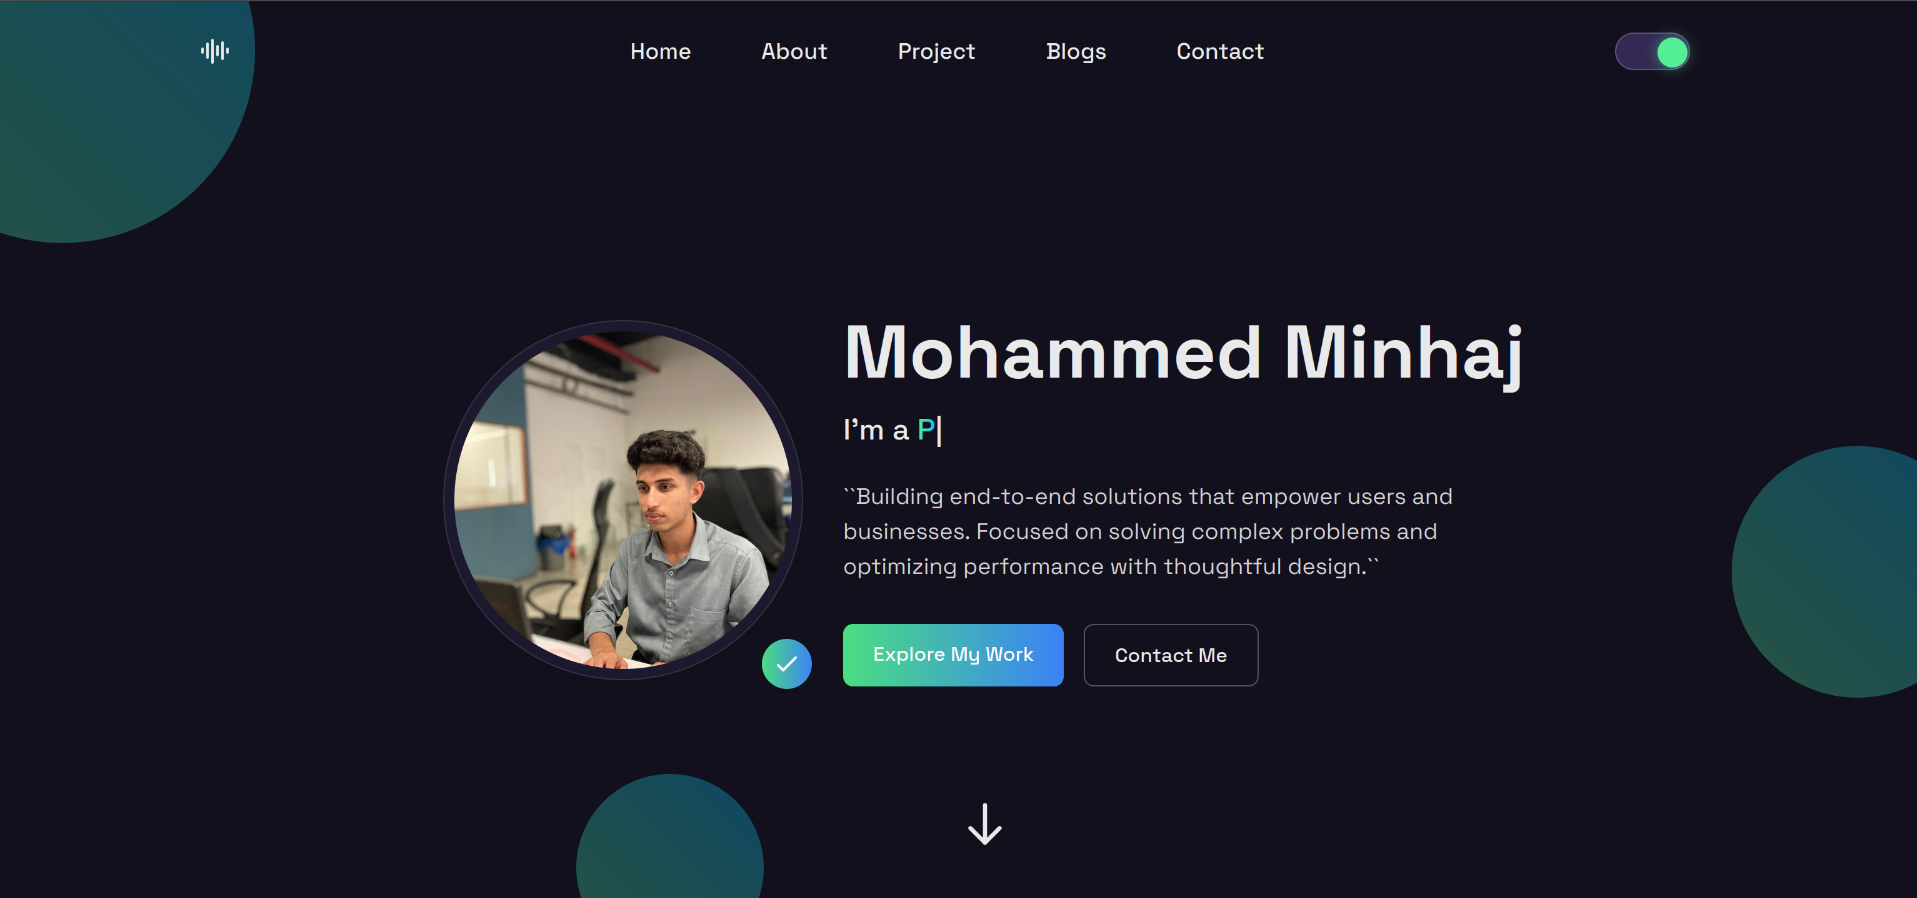 Home About Project Blogs Contact
Mohammed Minhaj
I'm a P|
``Building end-to-end solutions that empower users and
businesses. Focused on solving complex problems and
optimizing performance with thoughtful design.``
Explore My Work Contact Me